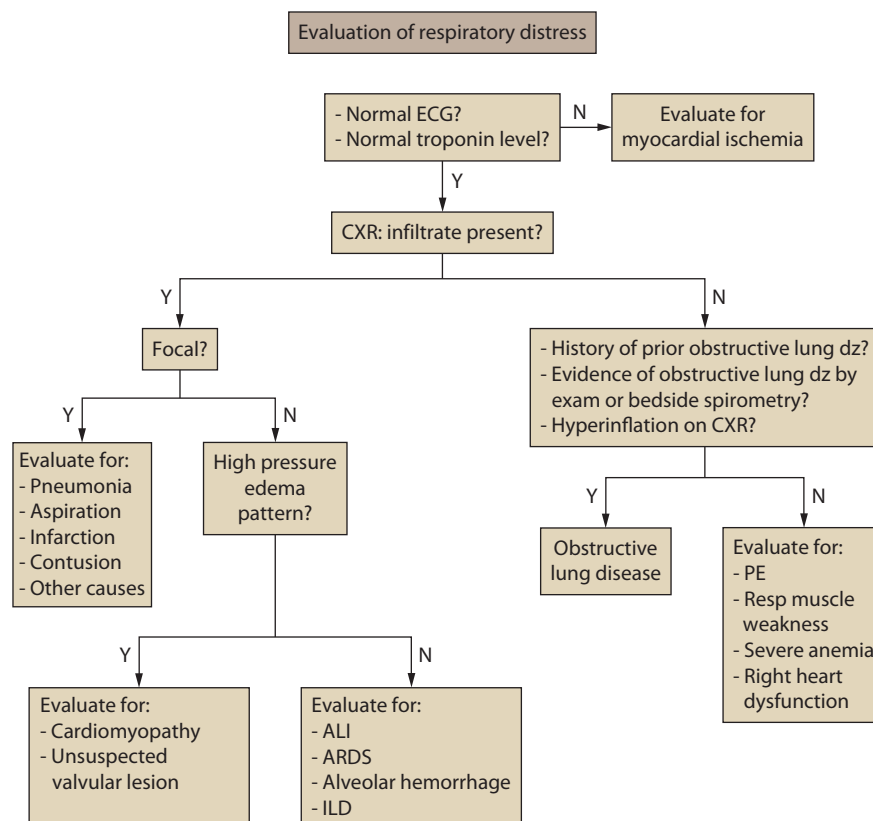 Evaluation of respiratory distress
- Normal ECG?
- Normal troponin level?
N
Evaluate for
myocardial ischemia
Y
CXR: infiltrate present?
Y
N
Focal?
- History of prior obstructive lung dz?
- Evidence of obstructive lung dz by
exam or bedside spirometry?
- Hyperinflation on CXR?
Y
N
Evaluate for:
- Pneumonia
- Aspiration
- Infarction
- Contusion
- Other causes
High pressure
edema
pattern?
Y
N
Obstructive
lung disease
Evaluate for:
- PE
- Resp muscle
weakness
- Severe anemia
- Right heart
dysfunction
Y
N
Evaluate for:
- Cardiomyopathy
- Unsuspected
valvular lesion
Evaluate for:
- ALI
- ARDS
- Alveolar hemorrhage
- ILD